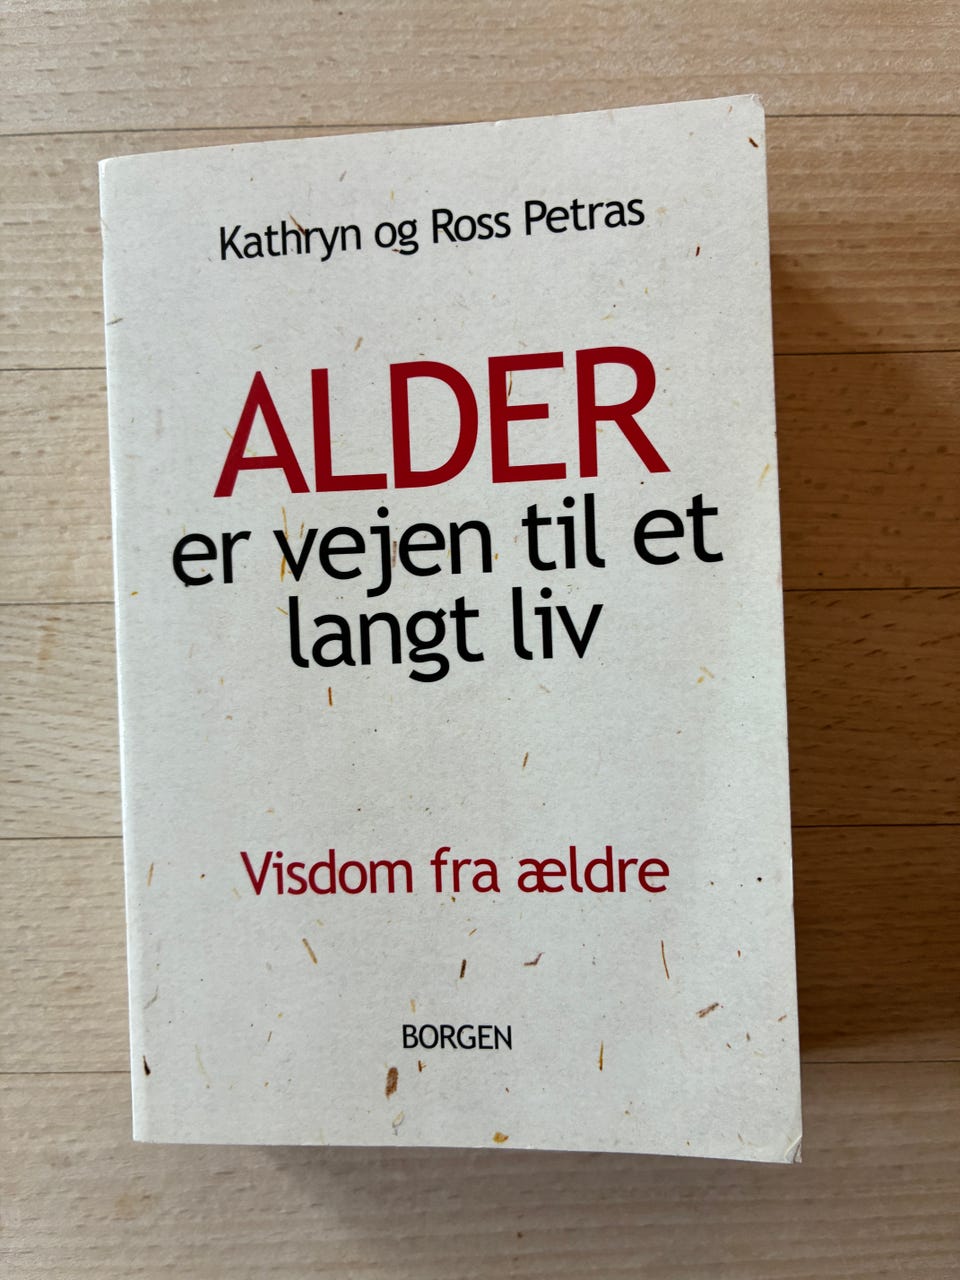 Kathryn og Ross Petras
ALDER
er vejen til et
langt liv
Visdom fra ældre
BORGEN